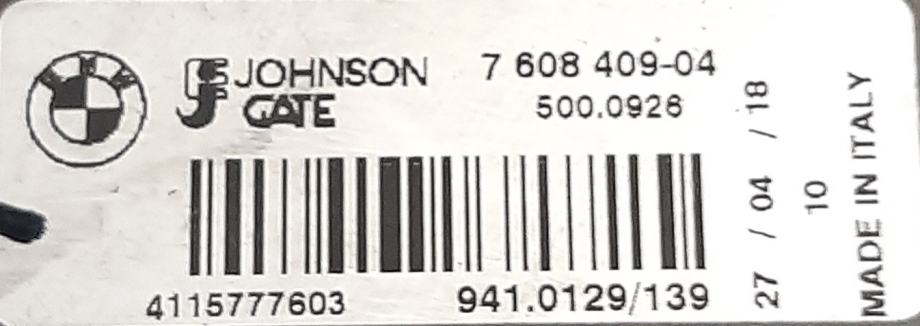 BMW
JOHNSON
GATE
7 608 409-04
500.0926
4115777603
941.0129/139
27 / 04 / 18
10
MADE IN ITALY